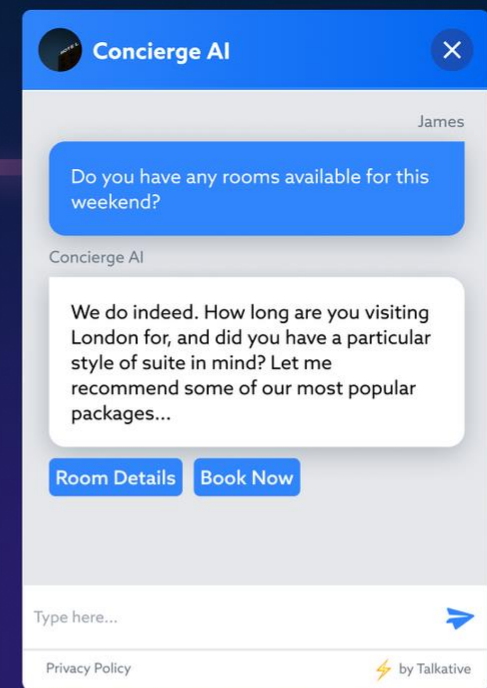 Concierge AI
James
Do you have any rooms available for this
weekend?
Concierge AI
We do indeed. How long are you visiting
London for, and did you have a particular
style of suite in mind? Let me
recommend some of our most popular
packages...
Room Details Book Now
Type here...
Privacy Policy by Talkative